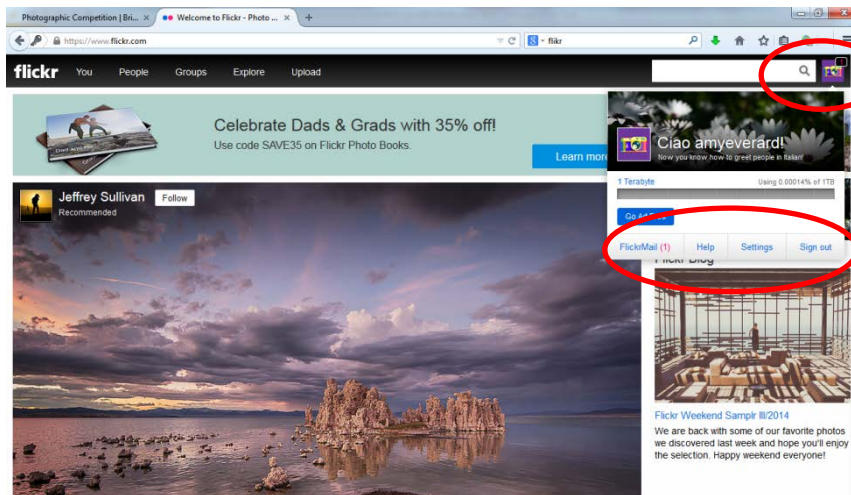 Photographic Competition | Bri...
Welcome to Flickr - Photo ...
https://www.flickr.com
flikr
flickr You People Groups Explore Upload
Celebrate Dads & Grads with 35% off!
Use code SAVE35 on Flickr Photo Books.
Learn more
Ciao amyeverard!
Now you know how to greet people in Italian!
1 Terabyte Using 0.00014% of 1TB
Go Ad
FlickrMail (1) Help Settings Sign out
Jeffrey Sullivan Follow
Recommended
Flickr Blog
Flickr Weekend Samplr III/2014
We are back with some of our favorite photos
we discovered last week and hope you'll enjoy
the selection. Happy weekend everyone!